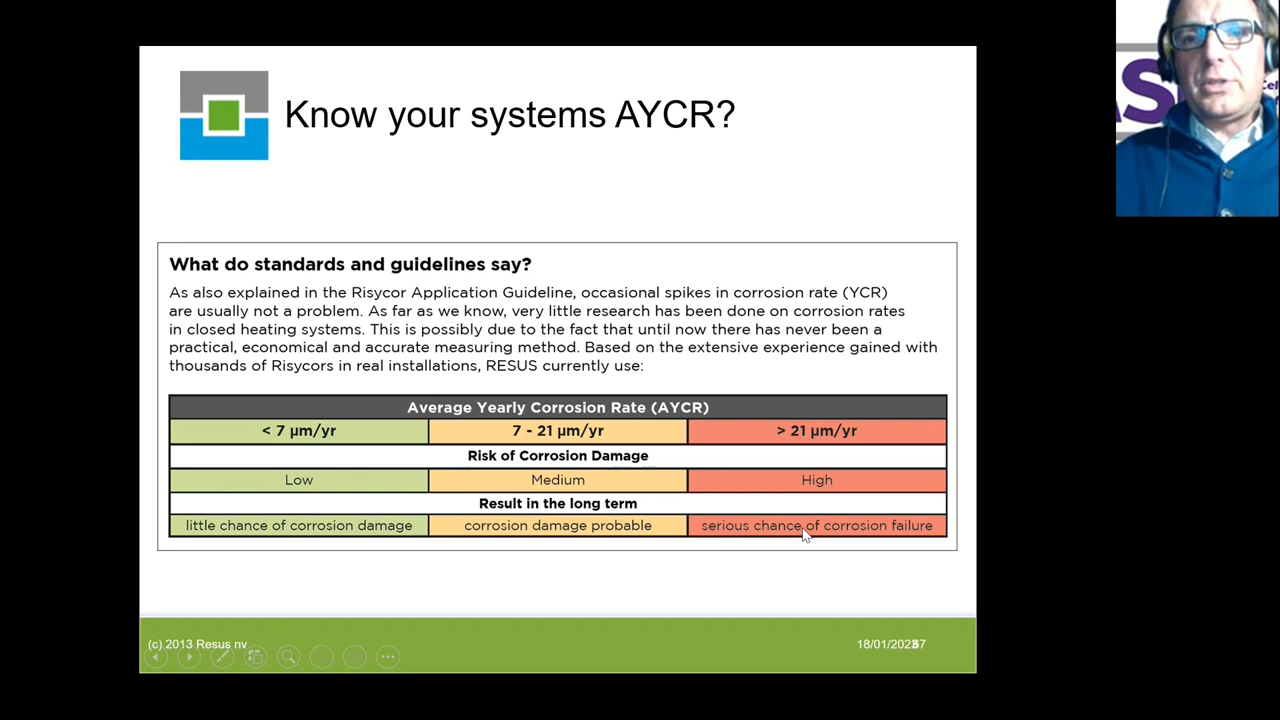 Know your systems AYCR?
What do standards and guidelines say?
As also explained in the Risycor Application Guideline, occasional spikes in corrosion rate (YCR)
are usually not a problem. As far as we know, very little research has been done on corrosion rates
in closed heating systems. This is possibly due to the fact that until now there has never been a
practical, economical and accurate measuring method. Based on the extensive experience gained with
thousands of Risycors in real installations, RESUS currently use:
Average Yearly Corrosion Rate (AYCR)
< 7 µm/yr 7 - 21 µm/yr > 21 µm/yr
Risk of Corrosion Damage
Low Medium High
Result in the long term
little chance of corrosion damage corrosion damage probable serious chance of corrosion failure
(c) 2013 Resus nv